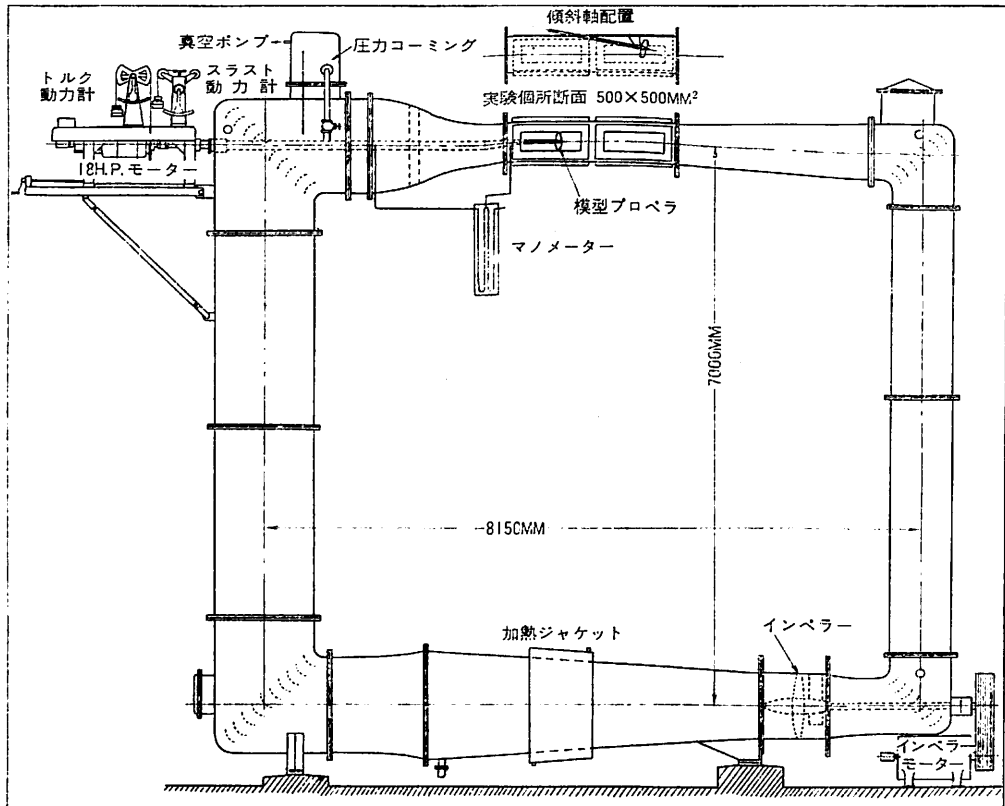 傾斜軸配置
真空ポンプ
圧力コーミング
トルク
動力計
スラスト
動力計
実験個所断面 500×500MM²
18H.P.モーター
模型プロペラ
マノメーター
7000MM
8150MM
加熱ジャケット
インペラー
インペラー
モーター